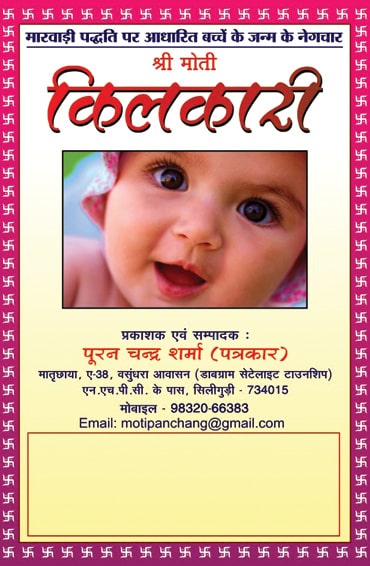 मारवाड़ी पद्धति पर आधारित बच्चें के जन्म के नेगचार
श्री मोती
किलकारी
प्रकाशक एवं सम्पादक :
पूरन चन्द्र शर्मा (पत्रकार)
मातृछाया, ए-38, वसुंधरा आवासन (डाबग्राम सेटेलाइट टाउनशिप)
एन.एच.पी.सी. के पास, सिलीगुड़ी - 734015
मोबाइल - 98320-66383
Email: motipanchang@gmail.com